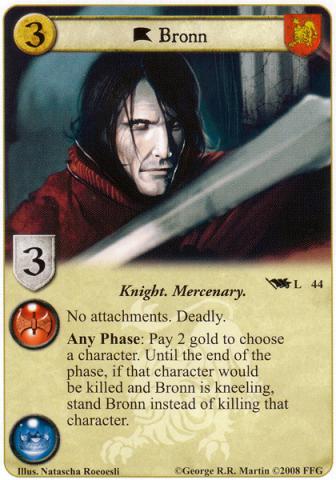 3 Bronn
3
Knight. Mercenary.
L 44
No attachments. Deadly.
Any Phase: Pay 2 gold to choose
a character. Until the end of the
phase, if that character would
be killed and Bronn is kneeling,
stand Bronn instead of killing that
character.
Illus. Natascha Roeoesli ©George R.R. Martin ©2008 FFG